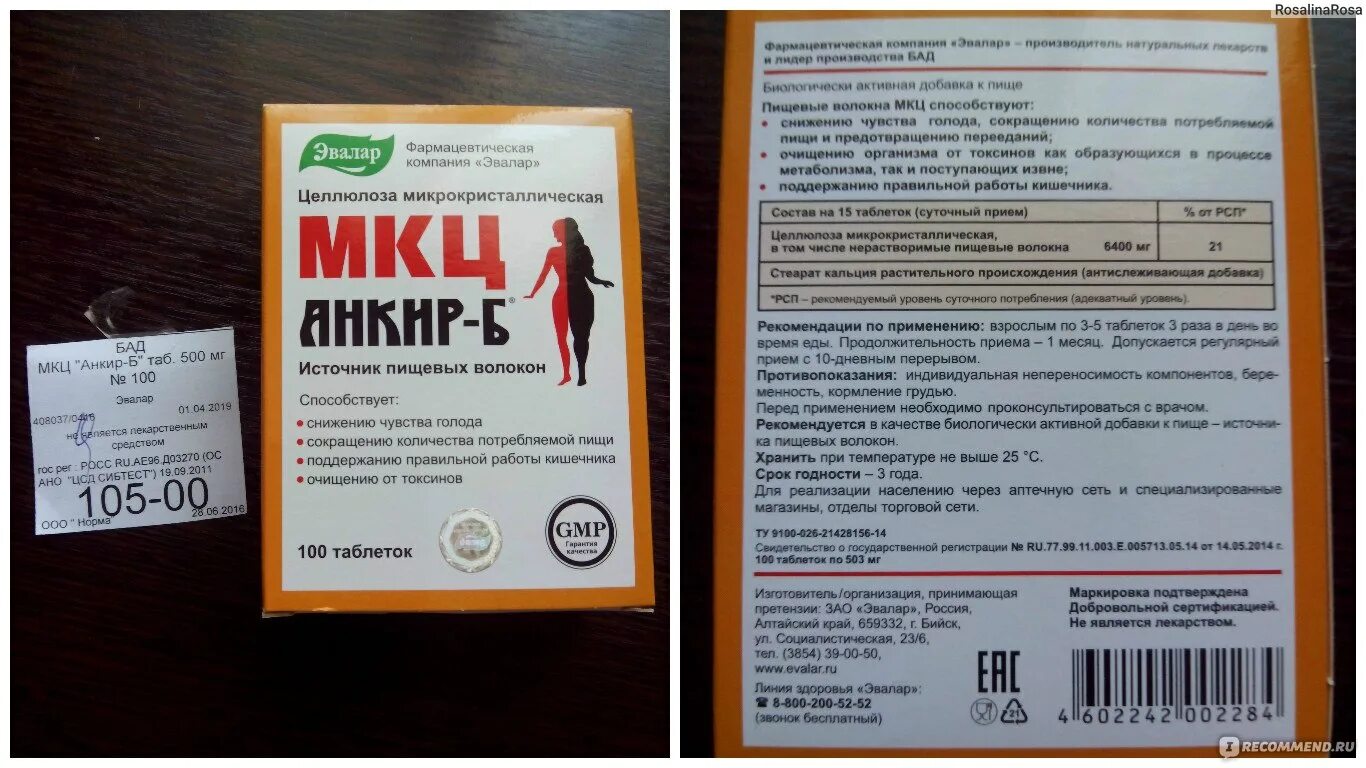 БАД
МКЦ "Анкир-Б" таб. 500 мг
№ 100
Эвалар
408037/0416 01.04.2019
не является лекарственным
средством
гос рег : РОСС RU.АЕ96 Д03270 (ОС
АНО "ЦСД СИБТЕСТ") 19.09.2011
105-00
ООО " Норма" 28.06.2016
Эвалар
Фармацевтическая
компания «Эвалар»
Целлюлоза микрокристаллическая
МКЦ
АНКИР-Б®
Источник пищевых волокон
Способствует:
• снижению чувства голода
• сокращению количества потребляемой пищи
• поддержанию правильной работы кишечника
• очищению от токсинов
100 таблеток
GMP
Гарантия
качества
RosalinaRosa
Фармацевтическая компания «Эвалар» – производитель натуральных лекарств
и лидер производства БАД
Биологически активная добавка к пище
Пищевые волокна МКЦ способствуют:
• снижению чувства голода, сокращению количества потребляемой
пищи и предотвращению перееданий;
• очищению организма от токсинов как образующихся в процессе
метаболизма, так и поступающих извне;
• поддержанию правильной работы кишечника.
Состав на 15 таблеток (суточный прием) % от РСП*
Целлюлоза микрокристаллическая,
в том числе нерастворимые пищевые волокна 6400 мг 21
Стеарат кальция растительного происхождения (антислеживающая добавка)
*РСП – рекомендуемый уровень суточного потребления (адекватный уровень).
Рекомендации по применению: взрослым по 3-5 таблеток 3 раза в день во
время еды. Продолжительность приема – 1 месяц. Допускается регулярный
прием с 10-дневным перерывом.
Противопоказания: индивидуальная непереносимость компонентов, бере-
менность, кормление грудью.
Перед применением необходимо проконсультироваться с врачом.
Рекомендуется в качестве биологически активной добавки к пище – источни-
ка пищевых волокон.
Хранить при температуре не выше 25 °С.
Срок годности – 3 года.
Для реализации населению через аптечную сеть и специализированные
магазины, отделы торговой сети.
ТУ 9100-026-21428156-14
Свидетельство о государственной регистрации № RU.77.99.11.003.Е.005713.05.14 от 14.05.2014 г.
100 таблеток по 503 мг
Изготовитель/организация, принимающая
претензии: ЗАО «Эвалар», Россия,
Алтайский край, 659332, г. Бийск,
ул. Социалистическая, 23/6,
тел. (3854) 39-00-50,
www.evalar.ru
Линия здоровья «Эвалар»:
☎ 8-800-200-52-52
(звонок бесплатный)
Маркировка подтверждена
Добровольной сертификацией.
Не является лекарством.
EAC
21
4 602242 002284
IRECOMMEND.RU